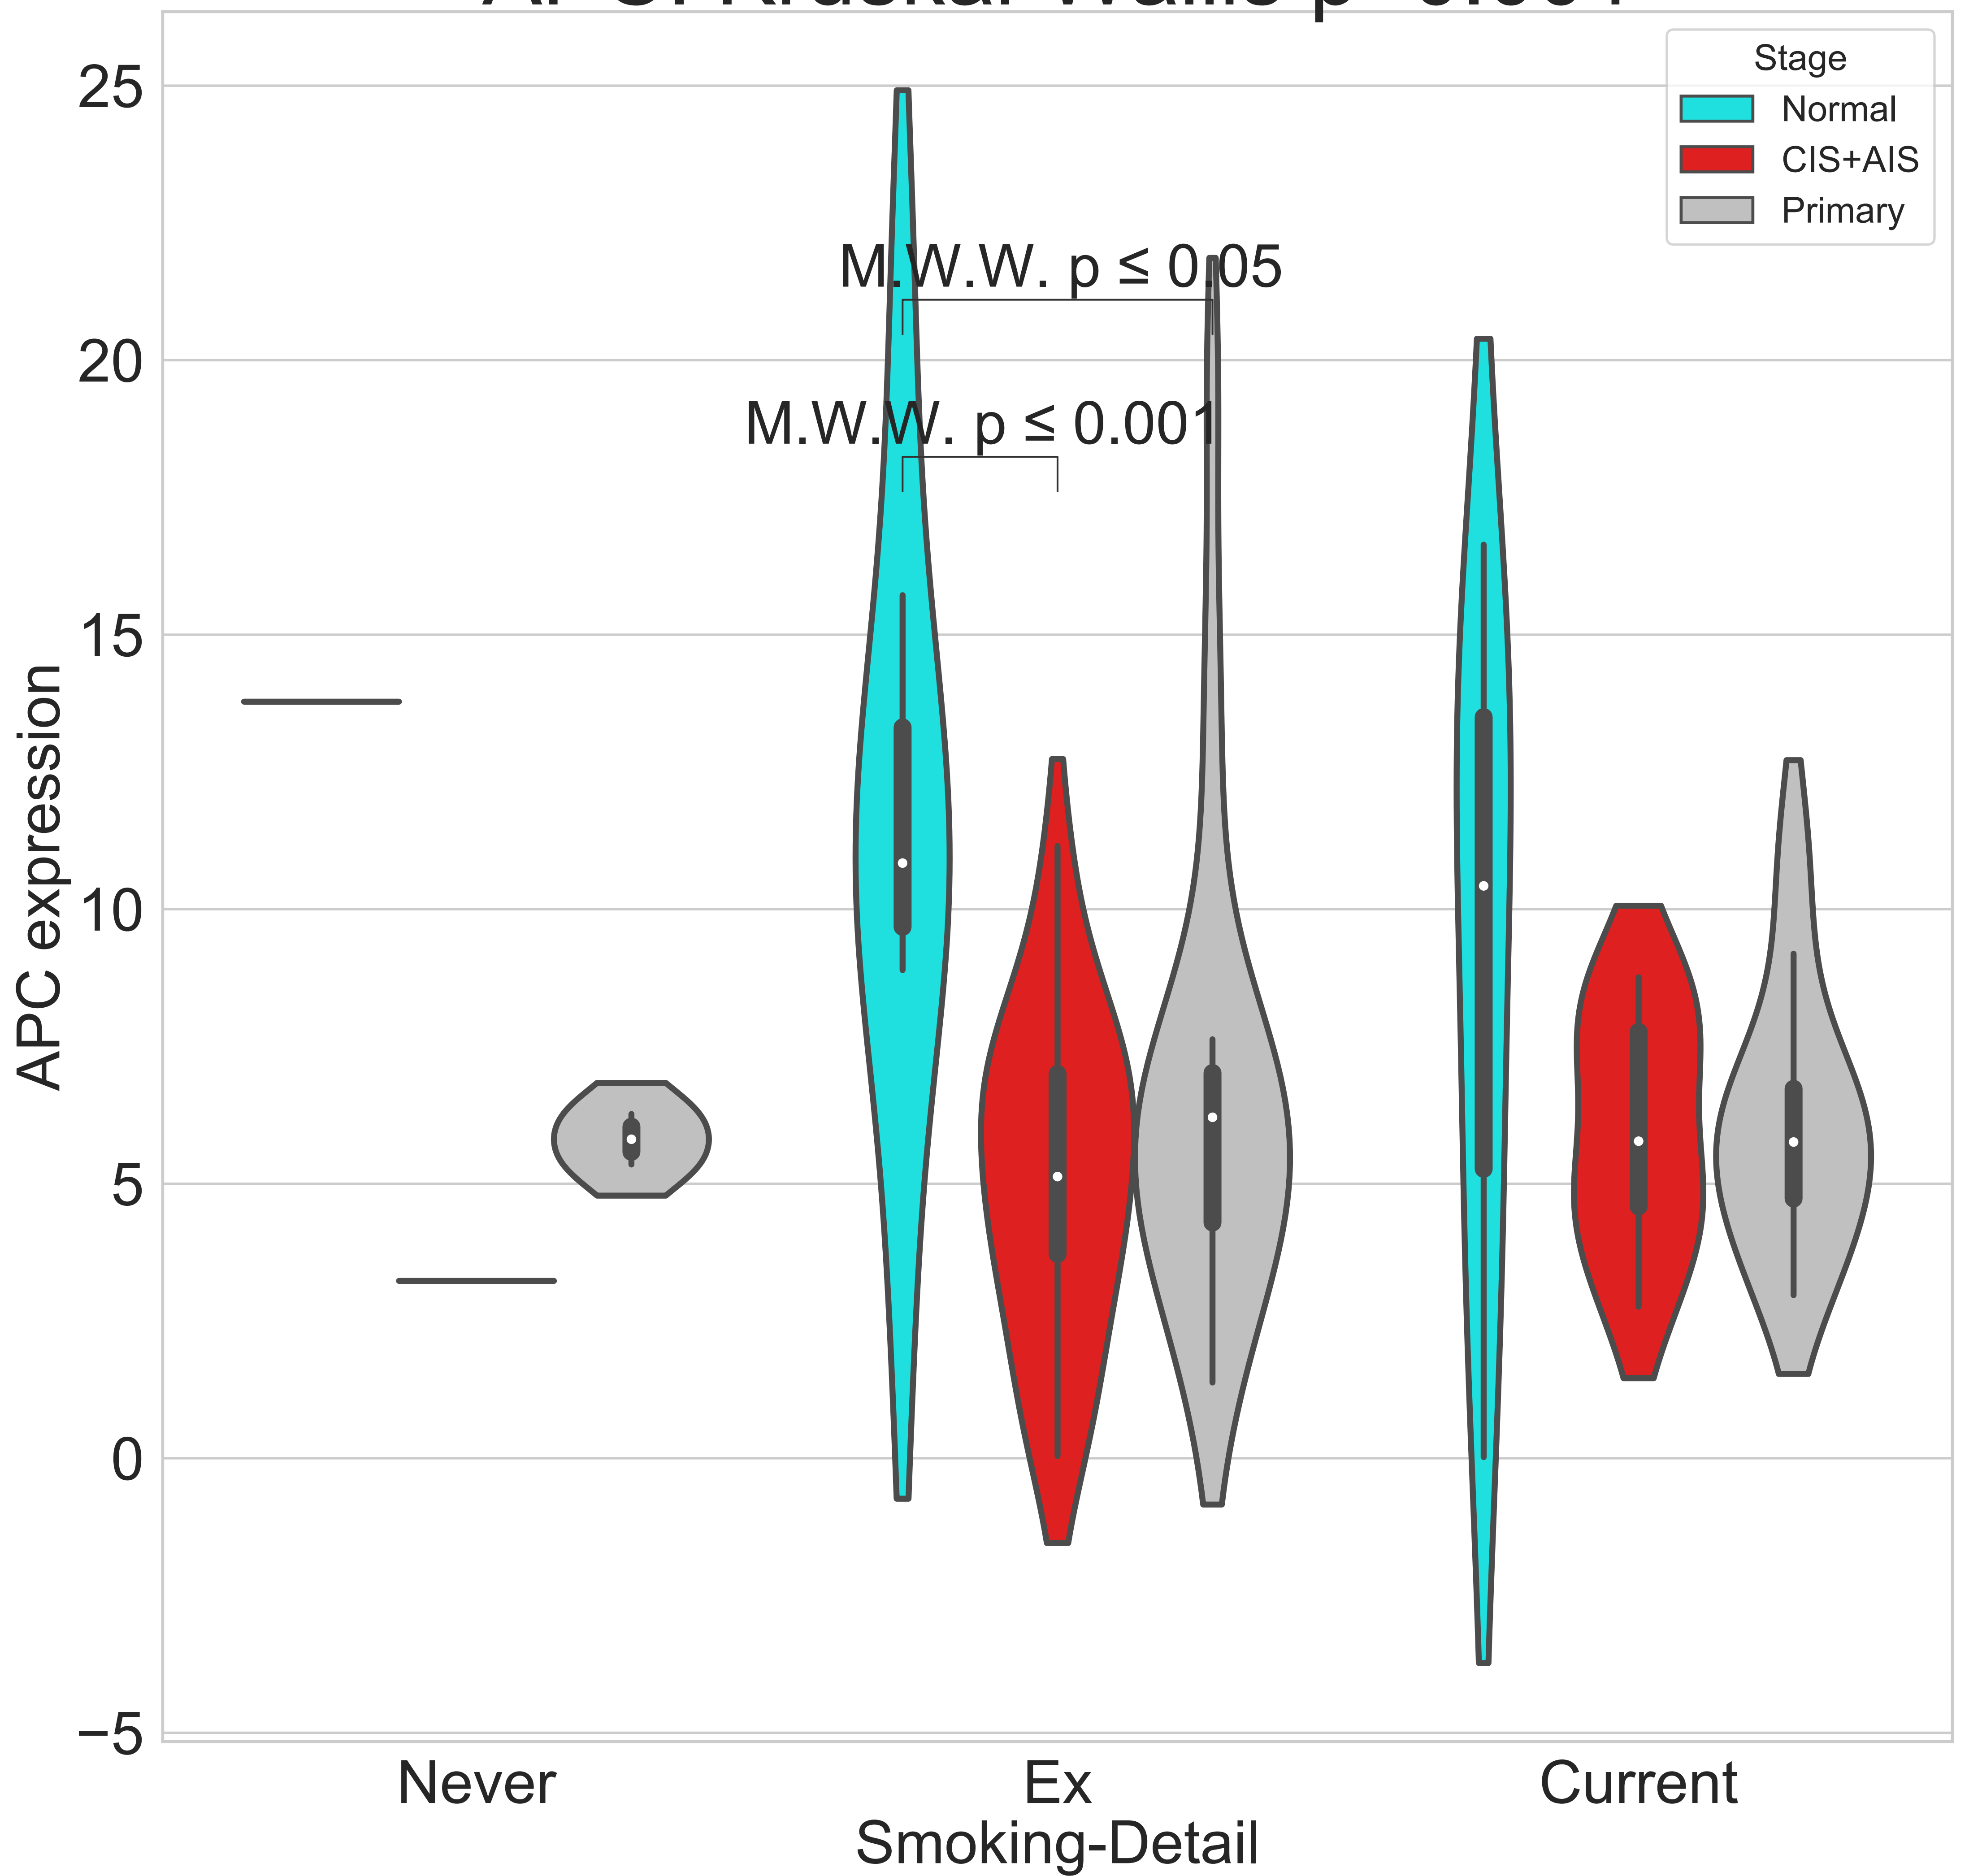 Stage
Normal
CIS+AIS
Primary
M.W.W. p ≤ 0.05
M.W.W. p ≤ 0.001
25
20
15
10
5
0
−5
APC expression
Never
Ex
Current
Smoking-Detail